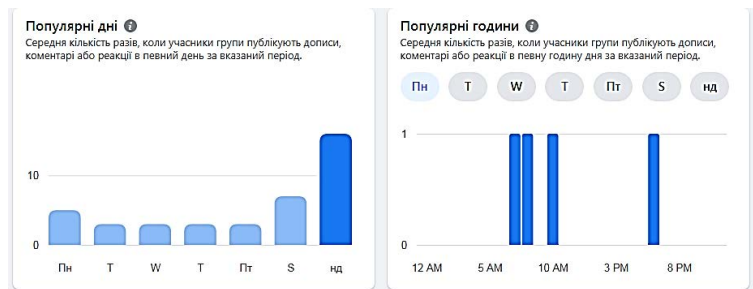 Популярні дні
Середня кількість разів, коли учасники групи публікують дописи,
коментарі або реакції в певний день за вказаний період.
10
0
Пн T W T Пт S нд
Популярні години
Середня кількість разів, коли учасники групи публікують дописи,
коментарі або реакції в певну годину дня за вказаний період.
Пн T W T Пт S нд
1
0
12 AM 5 AM 10 AM 3 PM 8 PM